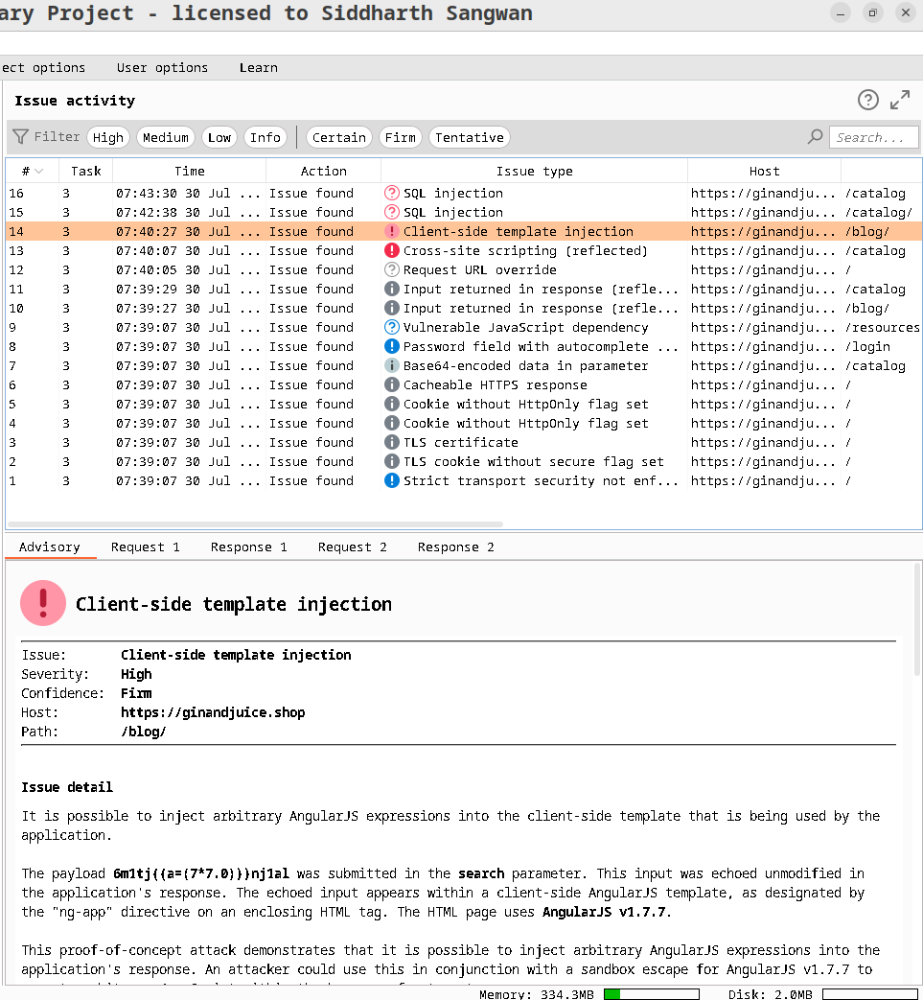 ary Project - licensed to Siddharth Sangwan
ect options User options Learn
Issue activity
Filter High Medium Low Info Certain Firm Tentative Search...
# Task Time Action Issue type Host
16 3 07:43:30 30 Jul ... Issue found SQL injection https://ginandju... /catalog
15 3 07:42:38 30 Jul ... Issue found SQL injection https://ginandju... /catalog/
14 3 07:40:27 30 Jul ... Issue found Client-side template injection https://ginandju... /blog/
13 3 07:40:07 30 Jul ... Issue found Cross-site scripting (reflected) https://ginandju... /catalog
12 3 07:40:05 30 Jul ... Issue found Request URL override https://ginandju... /
11 3 07:39:29 30 Jul ... Issue found Input returned in response (refle... https://ginandju... /catalog
10 3 07:39:27 30 Jul ... Issue found Input returned in response (refle... https://ginandju... /blog/
9 3 07:39:07 30 Jul ... Issue found Vulnerable JavaScript dependency https://ginandju... /resources
8 3 07:39:07 30 Jul ... Issue found Password field with autocomplete ... https://ginandju... /login
7 3 07:39:07 30 Jul ... Issue found Base64-encoded data in parameter https://ginandju... /catalog
6 3 07:39:07 30 Jul ... Issue found Cacheable HTTPS response https://ginandju... /
5 3 07:39:07 30 Jul ... Issue found Cookie without HttpOnly flag set https://ginandju... /
4 3 07:39:07 30 Jul ... Issue found Cookie without HttpOnly flag set https://ginandju... /
3 3 07:39:07 30 Jul ... Issue found TLS certificate https://ginandju... /
2 3 07:39:07 30 Jul ... Issue found TLS cookie without secure flag set https://ginandju... /
1 3 07:39:07 30 Jul ... Issue found Strict transport security not enf... https://ginandju... /
Advisory Request 1 Response 1 Request 2 Response 2
Client-side template injection
Issue: Client-side template injection
Severity: High
Confidence: Firm
Host: https://ginandjuice.shop
Path: /blog/
Issue detail
It is possible to inject arbitrary AngularJS expressions into the client-side template that is being used by the
application.
The payload 6m1tj{{a=(7*7.0)}}nj1al was submitted in the search parameter. This input was echoed unmodified in
the application's response. The echoed input appears within a client-side AngularJS template, as designated by
the "ng-app" directive on an enclosing HTML tag. The HTML page uses AngularJS v1.7.7.
This proof-of-concept attack demonstrates that it is possible to inject arbitrary AngularJS expressions into the
application's response. An attacker could use this in conjunction with a sandbox escape for AngularJS v1.7.7 to
Memory: 334.3MB Disk: 2.0MB